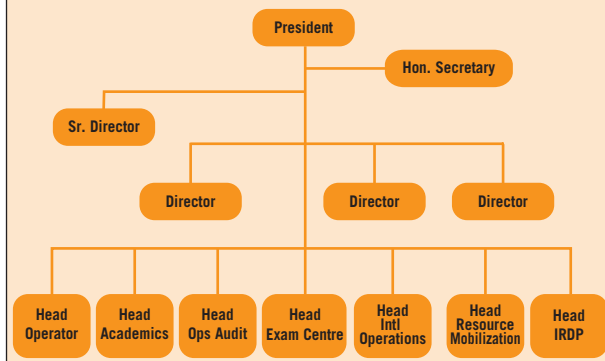 President
Hon. Secretary
Sr. Director
Director
Director
Director
Head
Operator
Head
Academics
Head
Ops Audit
Head
Exam Centre
Head
Intl
Operations
Head
Resource
Mobilization
Head
IRDP